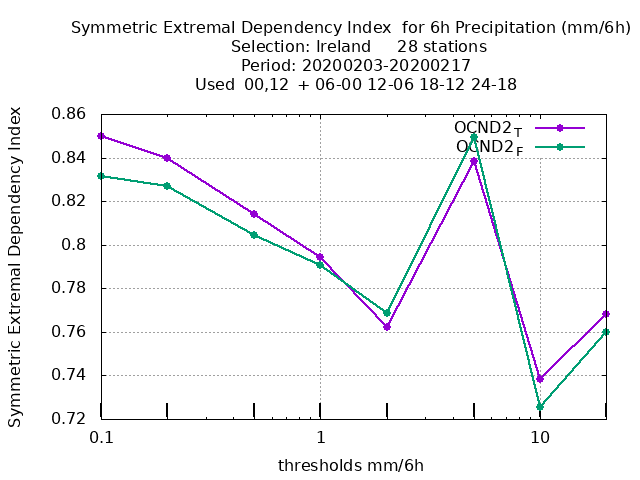 Symmetric Extremal Dependency Index for 6h Precipitation (mm/6h)
Selection: Ireland 28 stations
Period: 20200203-20200217
Used 00,12 + 06-00 12-06 18-12 24-18
Symmetric Extremal Dependency Index
0.86
0.84
0.82
0.8
0.78
0.76
0.74
0.72
OCND2T
OCND2F
0.1 1 10
thresholds mm/6h